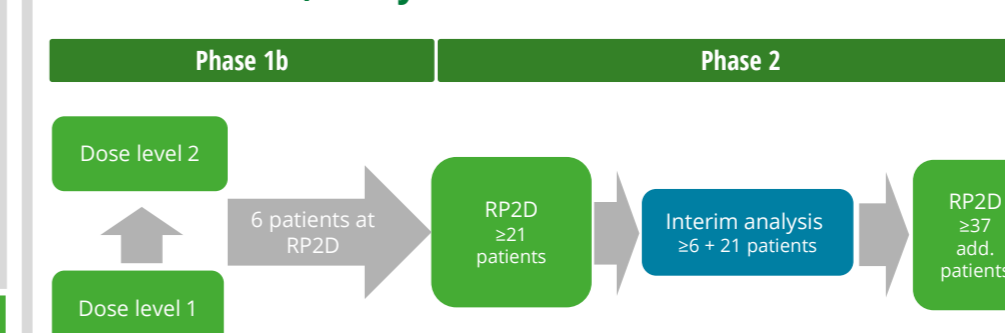 Phase 1b
Phase 2
Dose level 2
6 patients at
RP2D
RP2D
≥21
patients
Interim analysis
≥6 + 21 patients
RP2D
≥37
add.
patients
Dose level 1